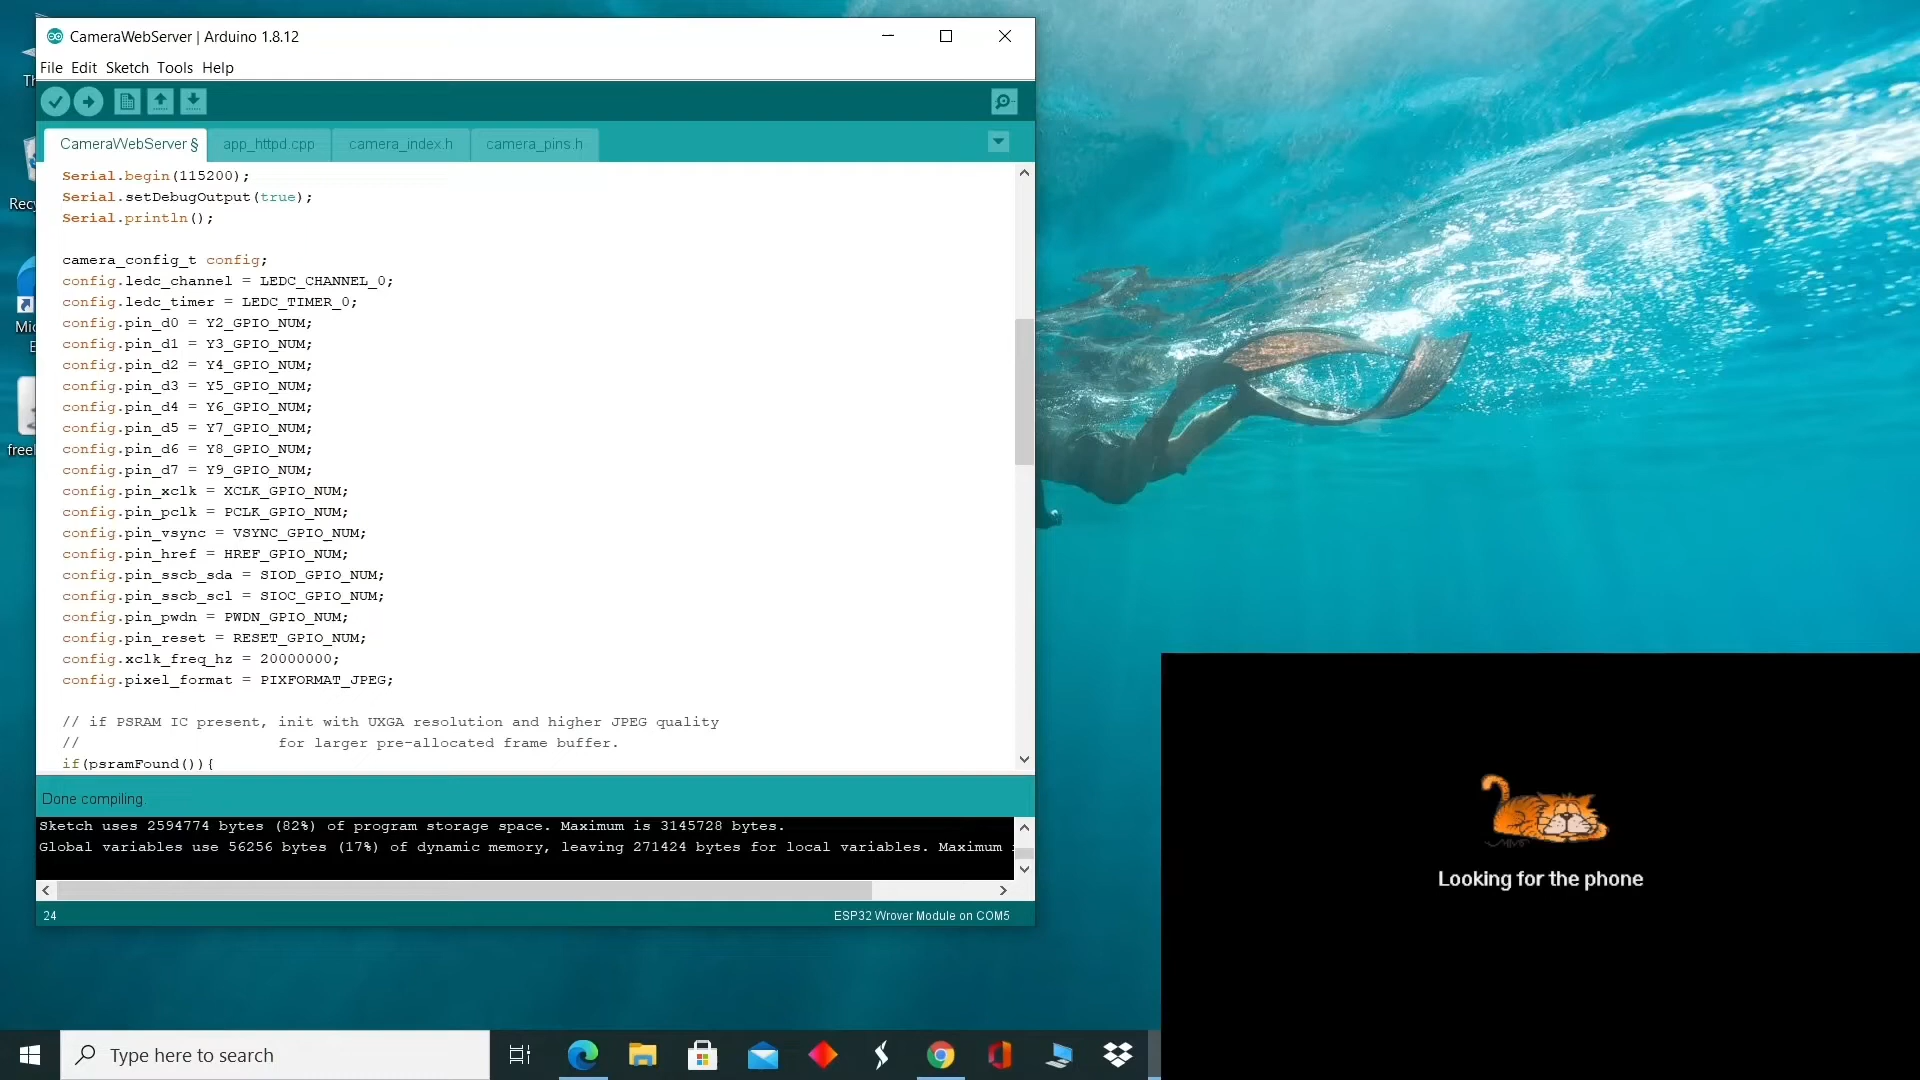 CameraWebServer | Arduino 1.8.12
File Edit Sketch Tools Help
CameraWebServer § app_httpd.cpp camera_index.h camera_pins.h
Serial.begin(115200);
Serial.setDebugOutput(true);
Serial.println();
camera_config_t config;
config.ledc_channel = LEDC_CHANNEL_0;
config.ledc_timer = LEDC_TIMER_0;
config.pin_d0 = Y2_GPIO_NUM;
config.pin_d1 = Y3_GPIO_NUM;
config.pin_d2 = Y4_GPIO_NUM;
config.pin_d3 = Y5_GPIO_NUM;
config.pin_d4 = Y6_GPIO_NUM;
config.pin_d5 = Y7_GPIO_NUM;
config.pin_d6 = Y8_GPIO_NUM;
config.pin_d7 = Y9_GPIO_NUM;
config.pin_xclk = XCLK_GPIO_NUM;
config.pin_pclk = PCLK_GPIO_NUM;
config.pin_vsync = VSYNC_GPIO_NUM;
config.pin_href = HREF_GPIO_NUM;
config.pin_sscb_sda = SIOD_GPIO_NUM;
config.pin_sscb_scl = SIOC_GPIO_NUM;
config.pin_pwdn = PWDN_GPIO_NUM;
config.pin_reset = RESET_GPIO_NUM;
config.xclk_freq_hz = 20000000;
config.pixel_format = PIXFORMAT_JPEG;
// if PSRAM IC present, init with UXGA resolution and higher JPEG quality
// for larger pre-allocated frame buffer.
if(psramFound()){
Done compiling.
Sketch uses 2594774 bytes (82%) of program storage space. Maximum is 3145728 bytes.
Global variables use 56256 bytes (17%) of dynamic memory, leaving 271424 bytes for local variables. Maximum
24
ESP32 Wrover Module on COM5
Looking for the phone
Type here to search